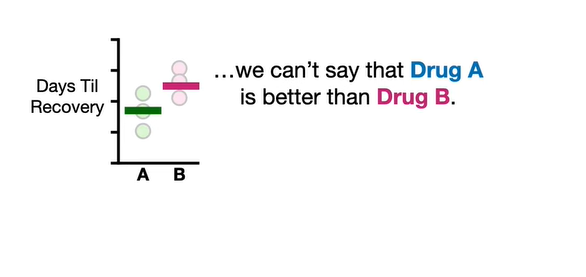 Days Til
Recovery
A
B
...we can’t say that Drug A
is better than Drug B.